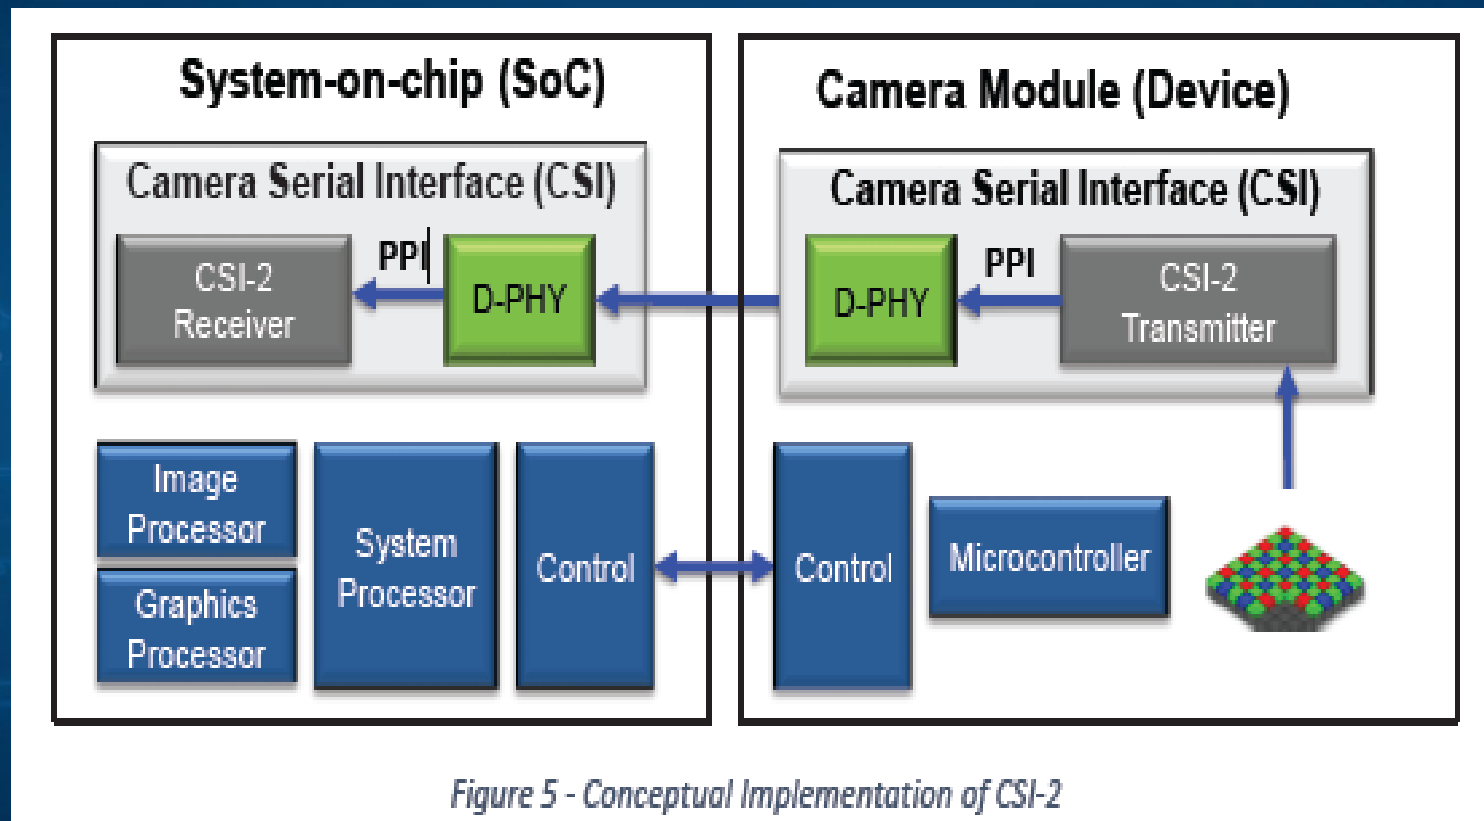 System-on-chip (SoC)
Camera Serial Interface (CSI)
CSI-2
Receiver
PPI
D-PHY
Image
Processor
Graphics
Processor
System
Processor
Control
Camera Module (Device)
Camera Serial Interface (CSI)
D-PHY
PPI
CSI-2
Transmitter
Control
Microcontroller
Figure 5 - Conceptual Implementation of CSI-2